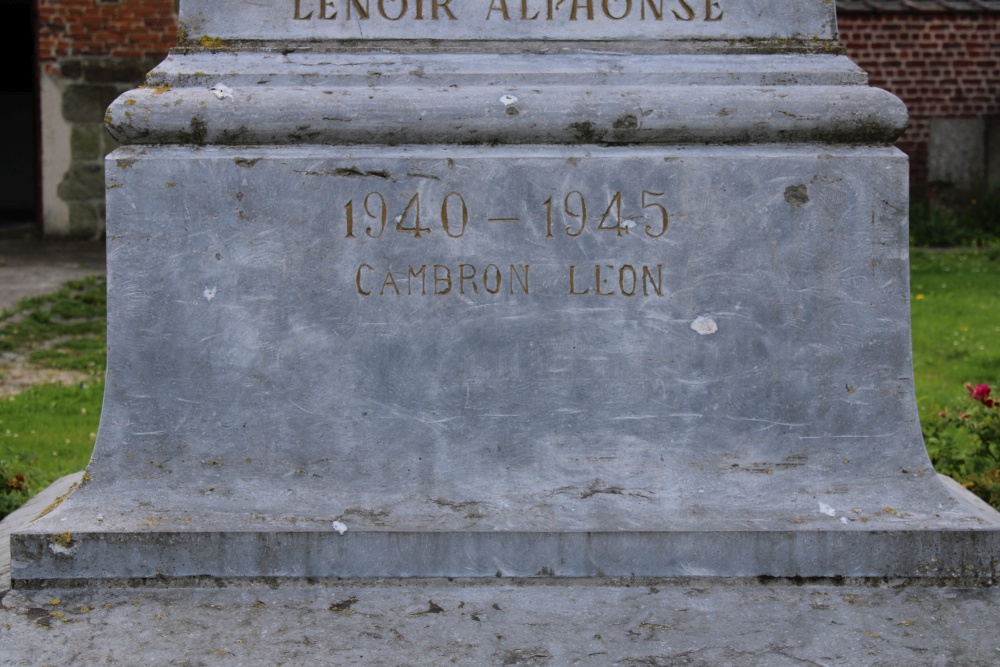 LENOIR ALPHONSE
1940 – 1945
CAMBRON LEON